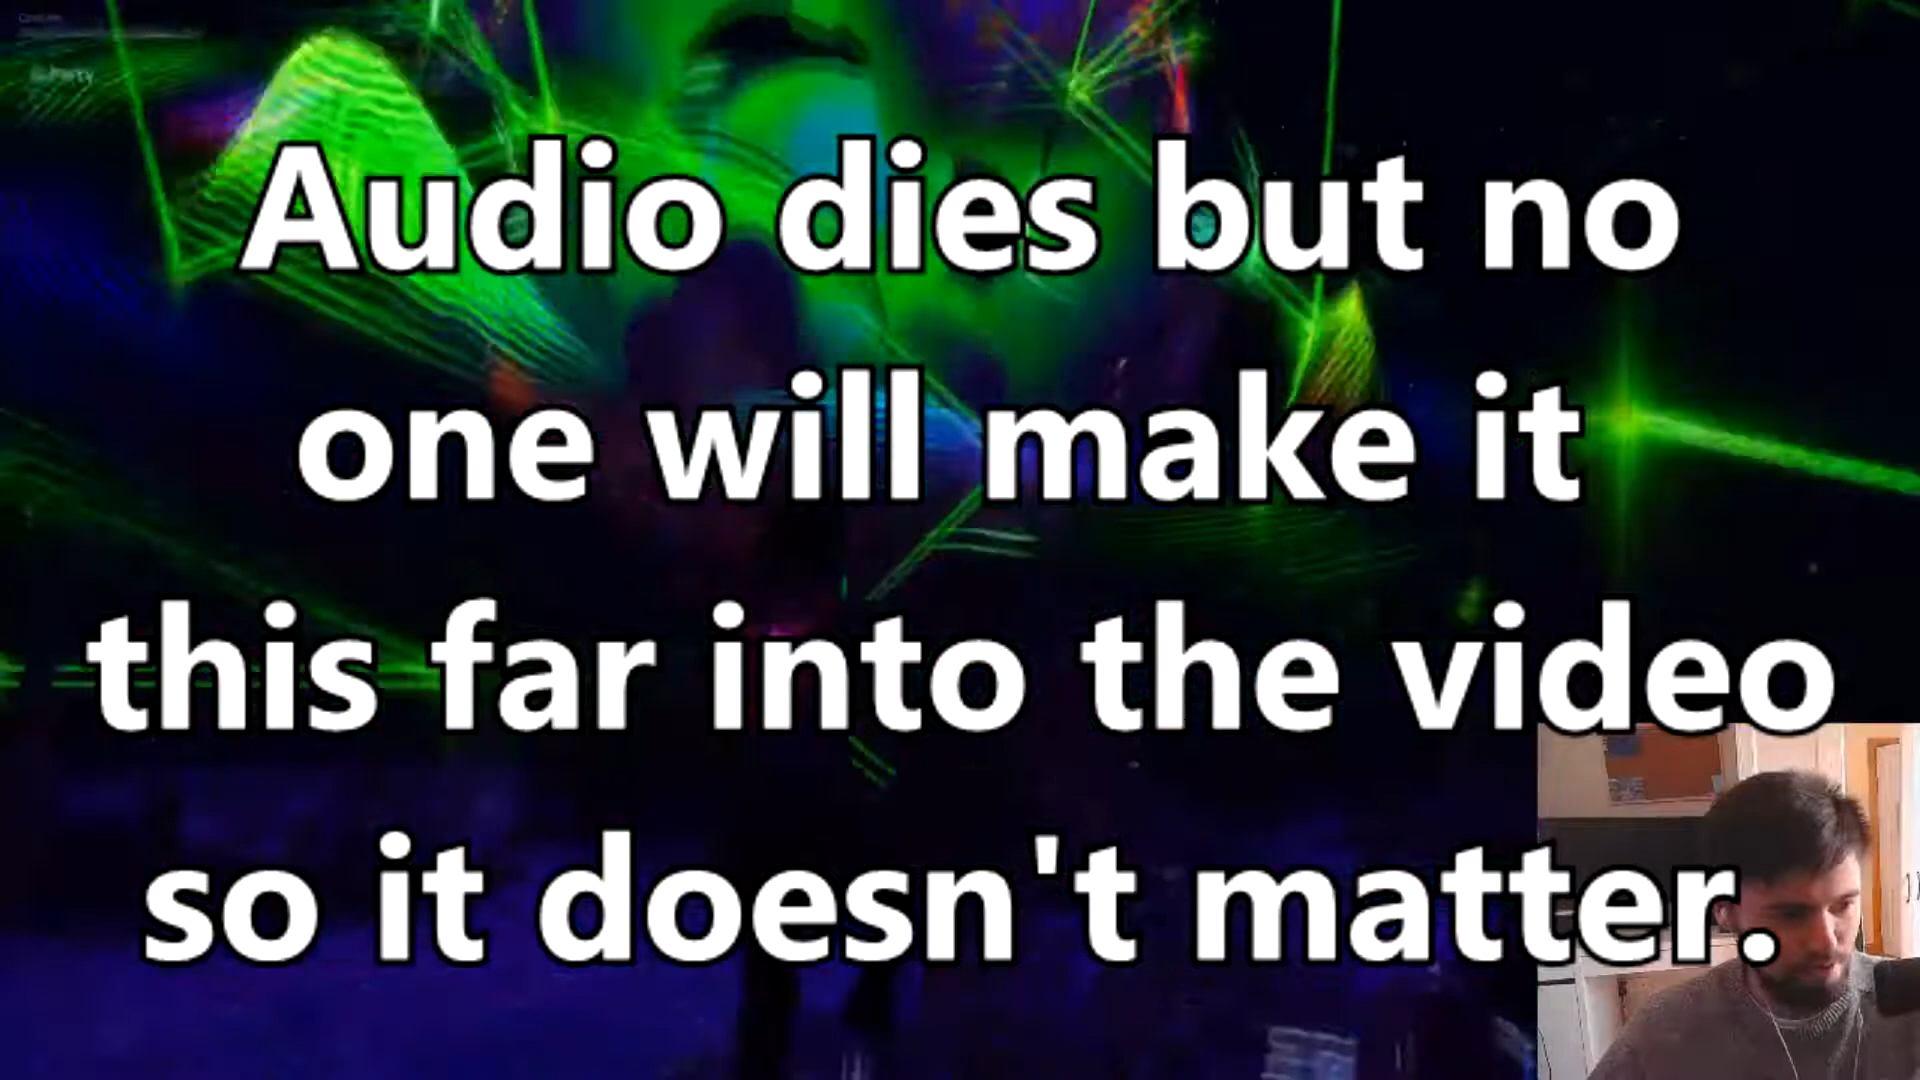 Audio dies but no
one will make it
this far into the video
so it doesn't matter.